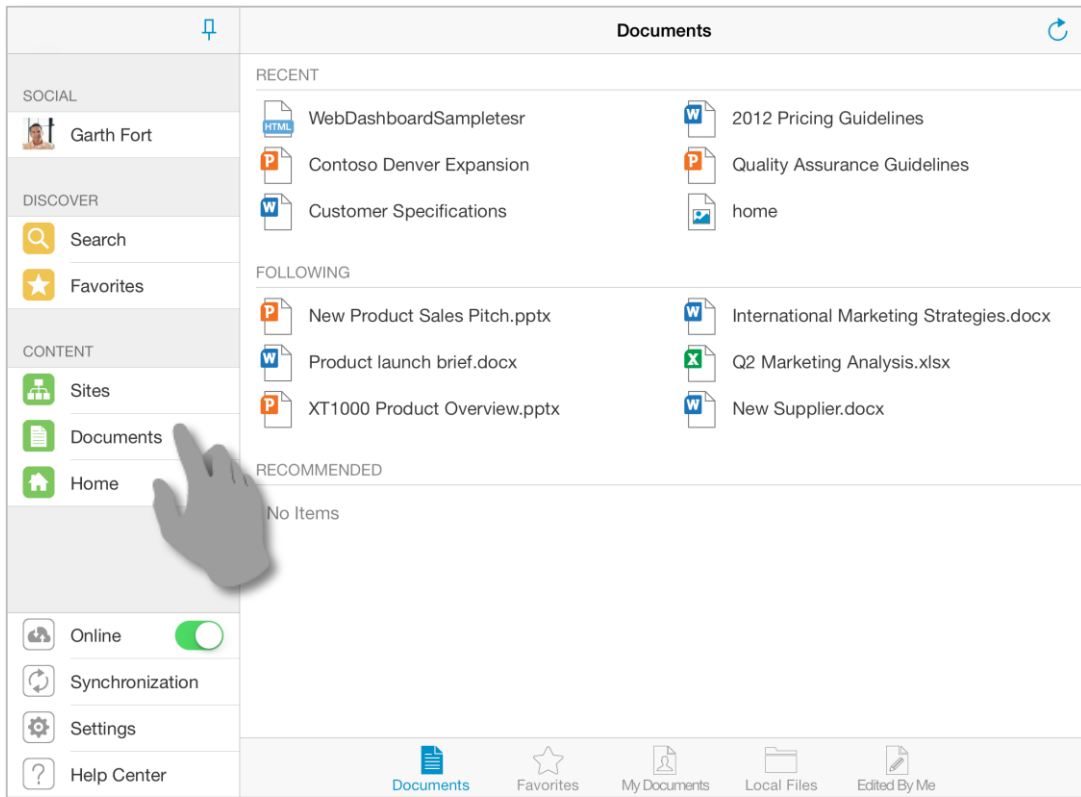 Documents
SOCIAL
Garth Fort
DISCOVER
Search
Favorites
CONTENT
Sites
Documents
Home
Online
Synchronization
Settings
? Help Center
RECENT
HTML WebDashboardSampletesr
W 2012 Pricing Guidelines
P Contoso Denver Expansion
P Quality Assurance Guidelines
W Customer Specifications
home
FOLLOWING
P New Product Sales Pitch.pptx
W International Marketing Strategies.docx
W Product launch brief.docx
X Q2 Marketing Analysis.xlsx
P XT1000 Product Overview.pptx
W New Supplier.docx
RECOMMENDED
No Items
Documents
Favorites
My Documents
Local Files
Edited By Me